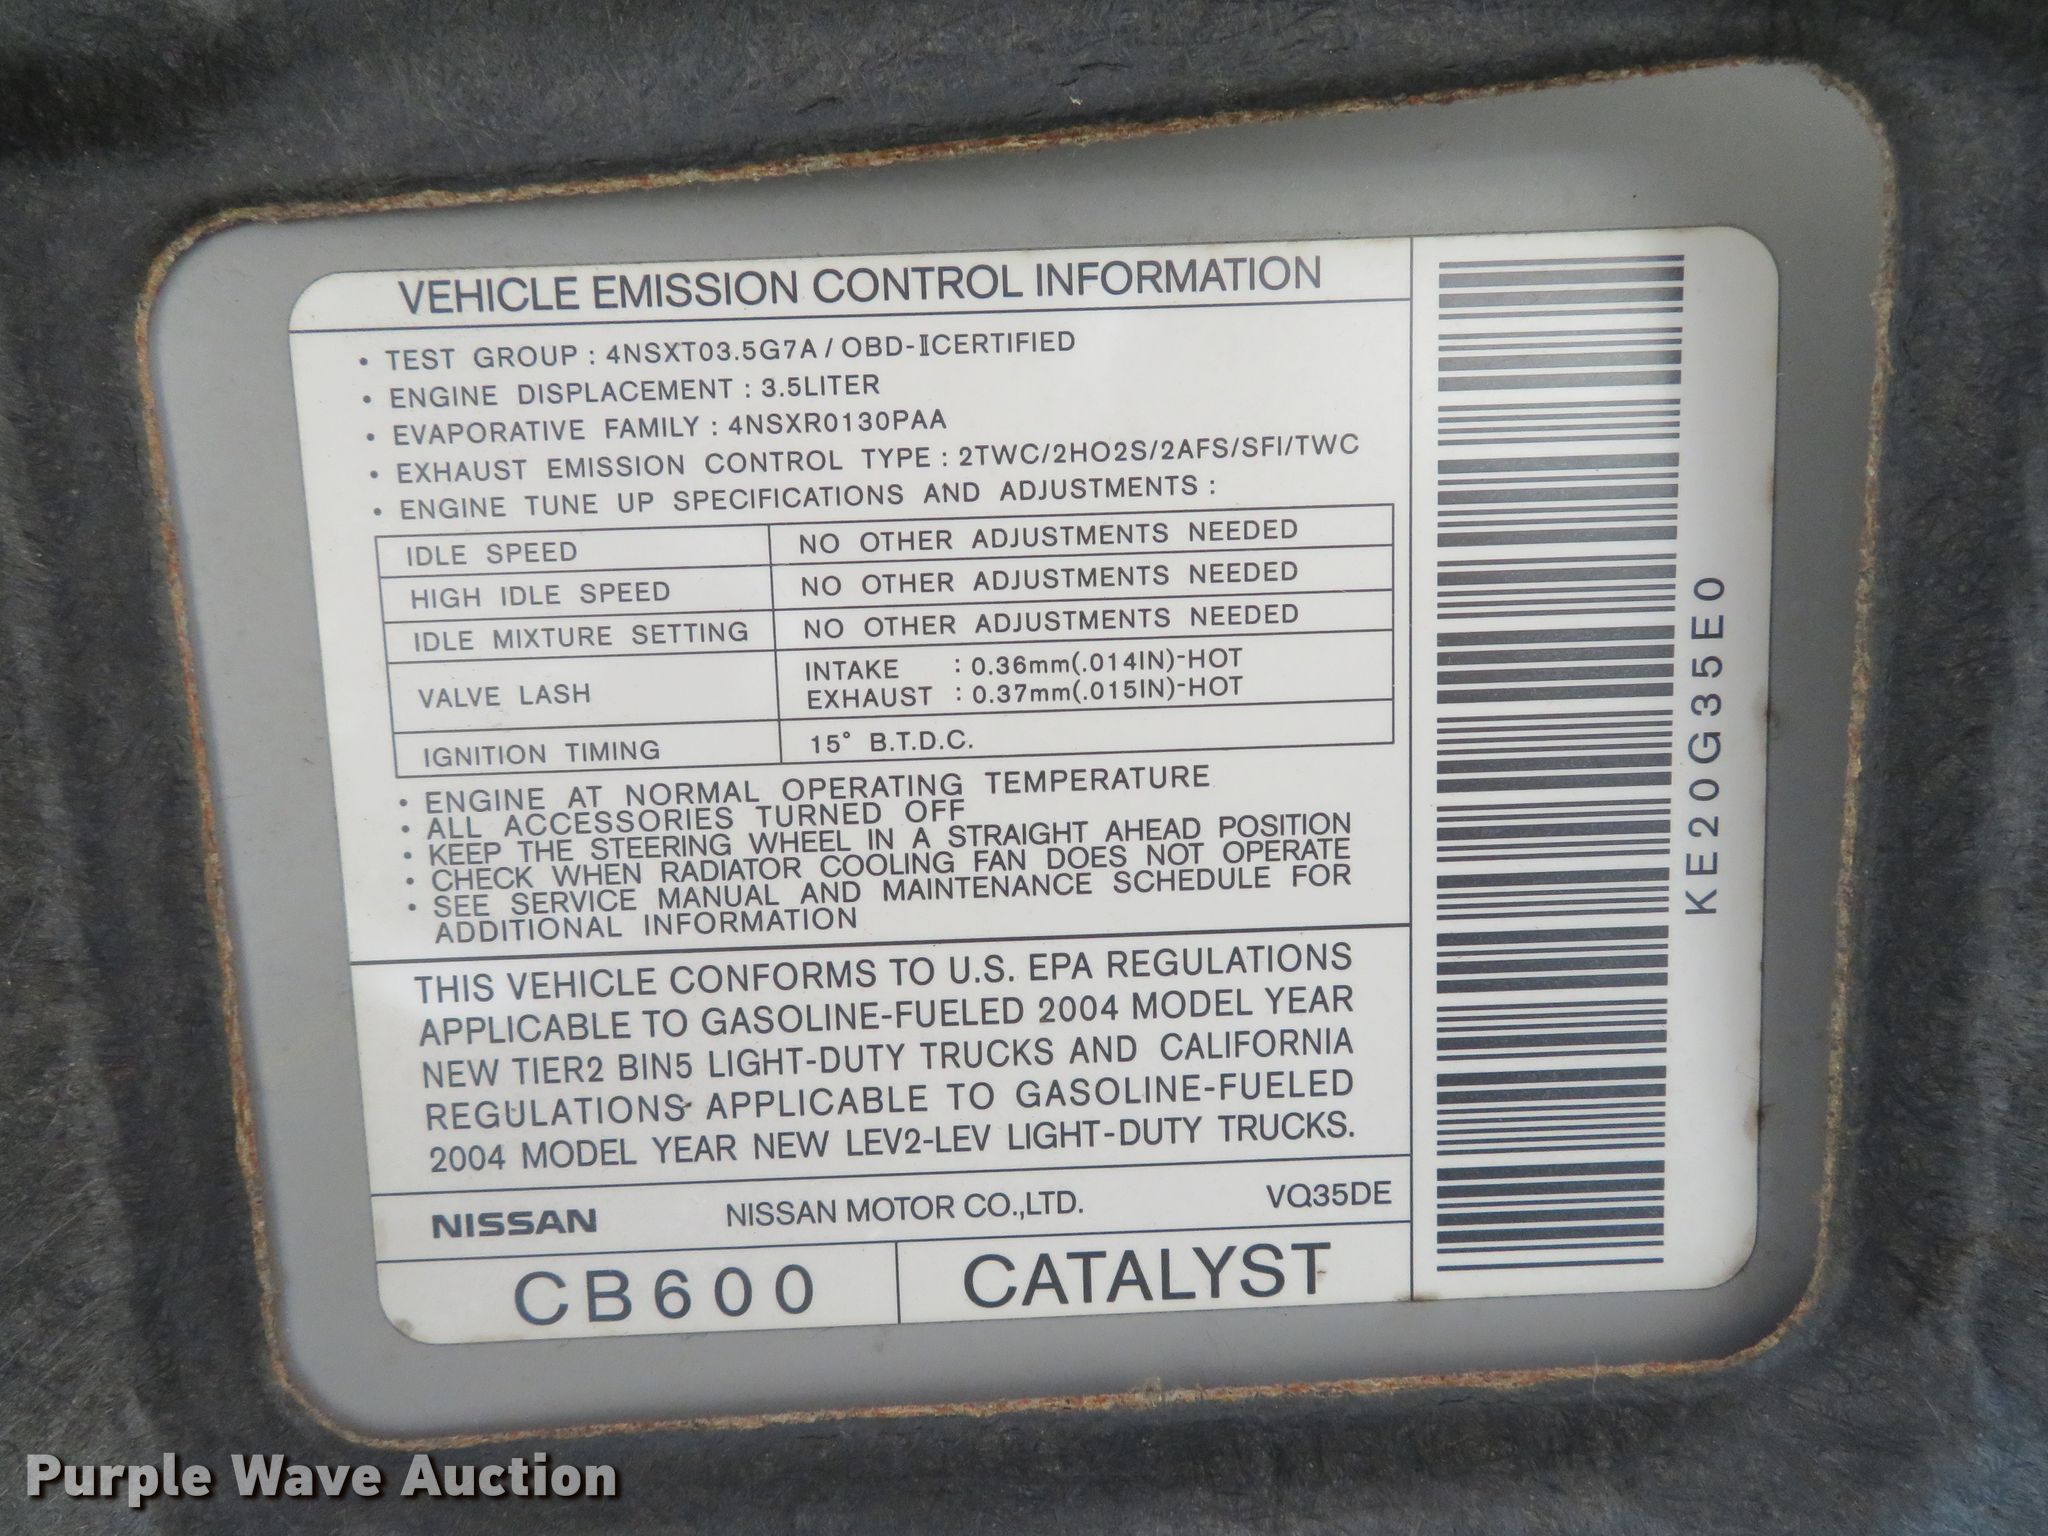 VEHICLE EMISSION CONTROL INFORMATION
• TEST GROUP : 4NSXT03.5G7A / OBD-ⅡCERTIFIED
• ENGINE DISPLACEMENT : 3.5LITER
• EVAPORATIVE FAMILY : 4NSXR0130PAA
• EXHAUST EMISSION CONTROL TYPE : 2TWC/2HO2S/2AFS/SFI/TWC
• ENGINE TUNE UP SPECIFICATIONS AND ADJUSTMENTS :
IDLE SPEED NO OTHER ADJUSTMENTS NEEDED
HIGH IDLE SPEED NO OTHER ADJUSTMENTS NEEDED
IDLE MIXTURE SETTING NO OTHER ADJUSTMENTS NEEDED
VALVE LASH INTAKE : 0.36mm(.014IN)-HOT
EXHAUST : 0.37mm(.015IN)-HOT
IGNITION TIMING 15° B.T.D.C.
• ENGINE AT NORMAL OPERATING TEMPERATURE
• ALL ACCESSORIES TURNED OFF
• KEEP THE STEERING WHEEL IN A STRAIGHT AHEAD POSITION
• CHECK WHEN RADIATOR COOLING FAN DOES NOT OPERATE
• SEE SERVICE MANUAL AND MAINTENANCE SCHEDULE FOR
ADDITIONAL INFORMATION
THIS VEHICLE CONFORMS TO U.S. EPA REGULATIONS
APPLICABLE TO GASOLINE-FUELED 2004 MODEL YEAR
NEW TIER2 BIN5 LIGHT-DUTY TRUCKS AND CALIFORNIA
REGULATIONS APPLICABLE TO GASOLINE-FUELED
2004 MODEL YEAR NEW LEV2-LEV LIGHT-DUTY TRUCKS.
NISSAN NISSAN MOTOR CO.,LTD. VQ35DE
CB600 CATALYST
KE20G35E0
Purple Wave Auction